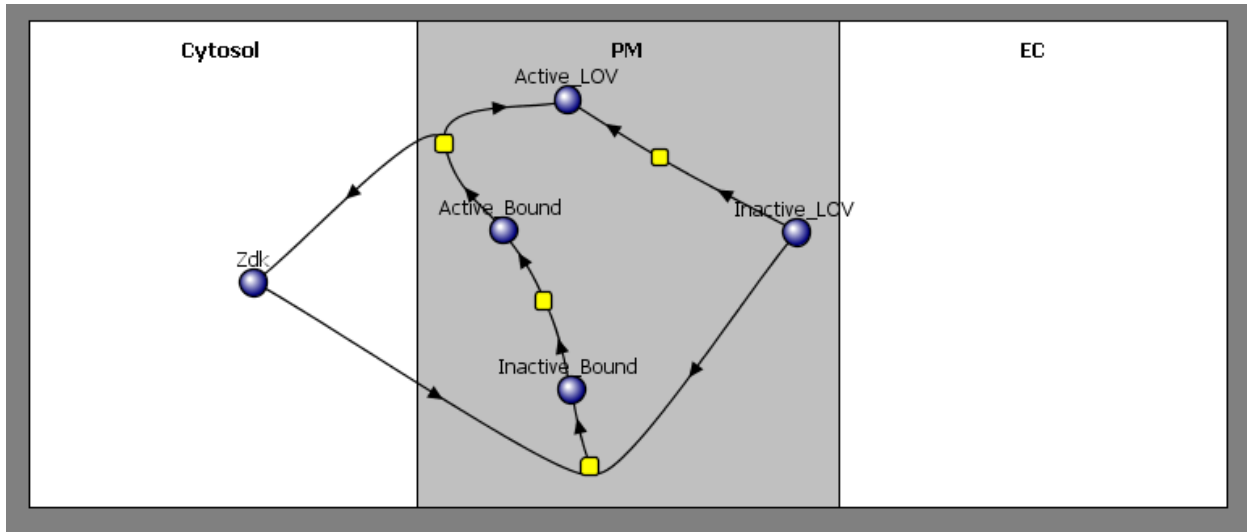 Cytosol
PM
EC
Active_LOV
Active_Bound
Inactive_LOV
Zdk
Inactive_Bound